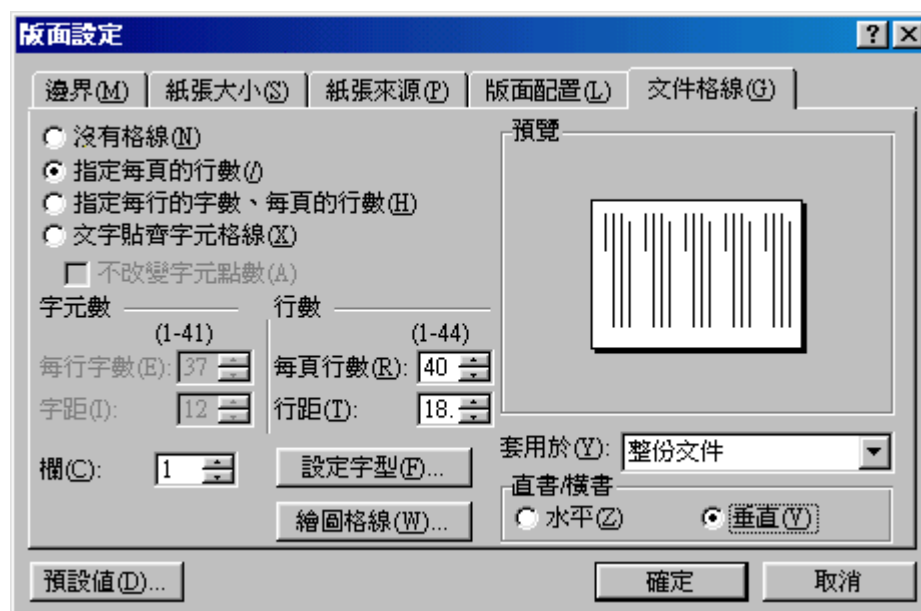 版面設定
邊界(M) 紙張大小(S) 紙張來源(P) 版面配置(L) 文件格線(G)
沒有格線(N)
指定每頁的行數(/)
指定每行的字數、每頁的行數(H)
文字貼齊字元格線(X)
不改變字元點數(A)
字元數
(1-41)
每行字數(E): 37
字距(I): 12
行數
(1-44)
每頁行數(R): 40
行距(T): 18.
欄(C): 1
設定字型(F)...
繪圖格線(W)...
預覽
套用於(Y): 整份文件
直書/橫書
水平(Z) 垂直(V)
預設值(D)... 確定 取消